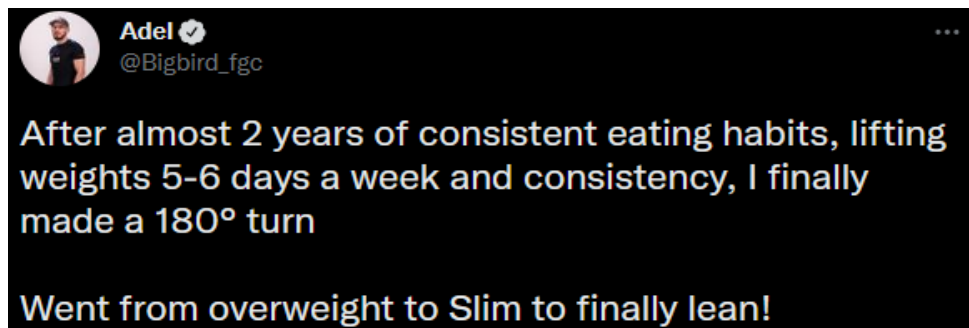 Adel
@Bigbird_fgc
After almost 2 years of consistent eating habits, lifting
weights 5-6 days a week and consistency, I finally
made a 180° turn
Went from overweight to Slim to finally lean!